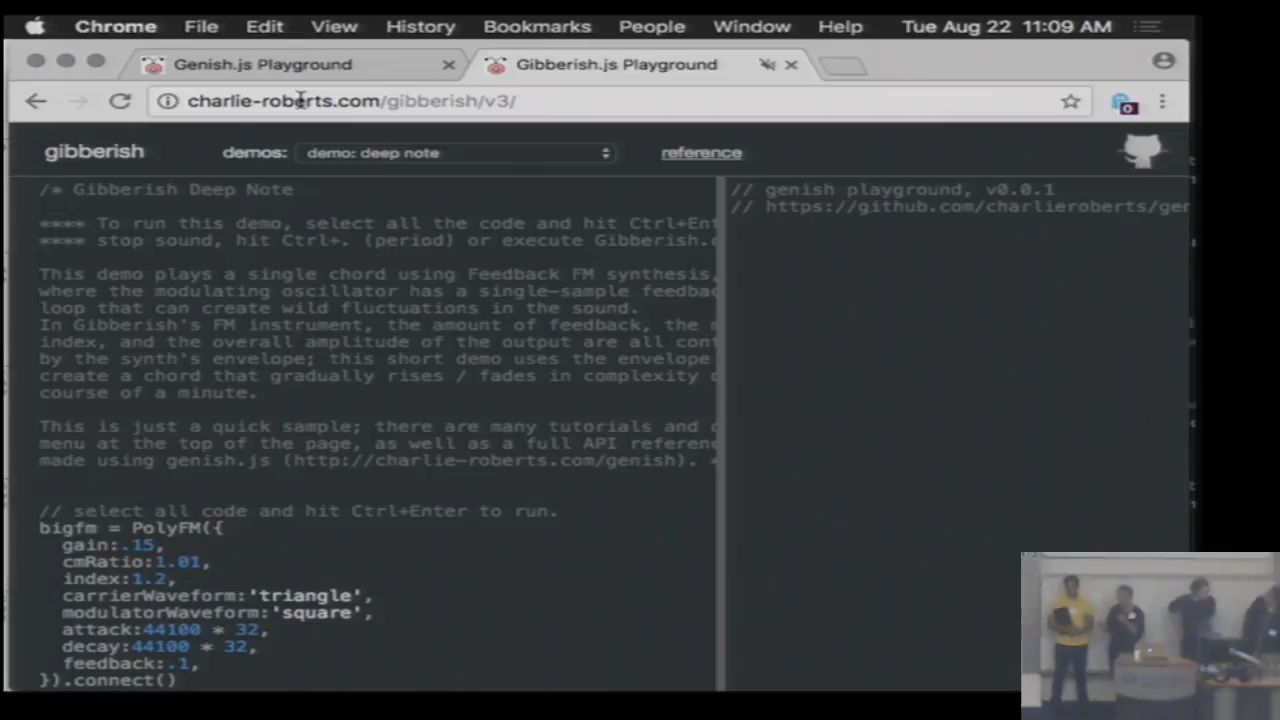 Chrome File Edit View History Bookmarks People Window Help Tue Aug 22 11:09 AM
Genish.js Playground Gibberish.js Playground
charlie-roberts.com/gibberish/v3/
gibberish demos: demo: deep note reference
/* Gibberish Deep Note
**** To run this demo, select all the code and hit Ctrl+Ent
**** stop sound, hit Ctrl+. (period) or execute Gibberish.
This demo plays a single chord using Feedback FM synthesis,
where the modulating oscillator has a single-sample feedba
loop that can create wild fluctuations in the sound.
In Gibberish's FM instrument, the amount of feedback, the
index, and the overall amplitude of the output are all cont
by the synth's envelope; this short demo uses the envelope
create a chord that gradually rises / fades in complexity
course of a minute.
This is just a quick sample; there are many tutorials and
menu at the top of the page, as well as a full API referen
made using genish.js (http://charlie-roberts.com/genish). *
// select all code and hit Ctrl+Enter to run.
bigfm = PolyFM({
gain:.15,
cmRatio:1.01,
index:1.2,
carrierWaveform:'triangle',
modulatorWaveform:'square',
attack:44100 * 32,
decay:44100 * 32,
feedback:.1,
}).connect()
// genish playground, v0.0.1
// https://github.com/charlieroberts/ger